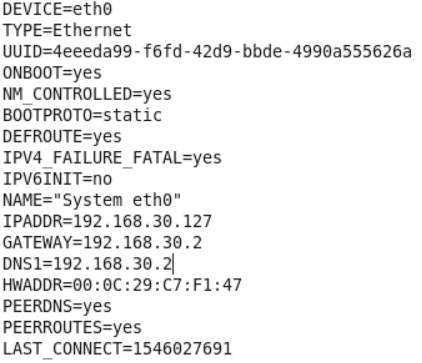 DEVICE=eth0
TYPE=Ethernet
UUID=4eeeda99-f6fd-42d9-bbde-4990a555626a
ONBOOT=yes
NM_CONTROLLED=yes
BOOTPROTO=static
DEFROUTE=yes
IPV4_FAILURE_FATAL=yes
IPV6INIT=no
NAME="System eth0"
IPADDR=192.168.30.127
GATEWAY=192.168.30.2
DNS1=192.168.30.2
HWADDR=00:0C:29:C7:F1:47
PEERDNS=yes
PEERROUTES=yes
LAST_CONNECT=1546027691